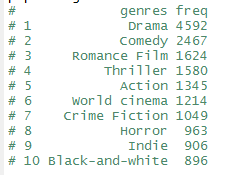 #             genres freq
# 1            Drama 4592
# 2           Comedy 2467
# 3     Romance Film 1624
# 4         Thriller 1580
# 5           Action 1345
# 6     World cinema 1214
# 7    Crime Fiction 1049
# 8           Horror  963
# 9            Indie  906
# 10 Black-and-white  896